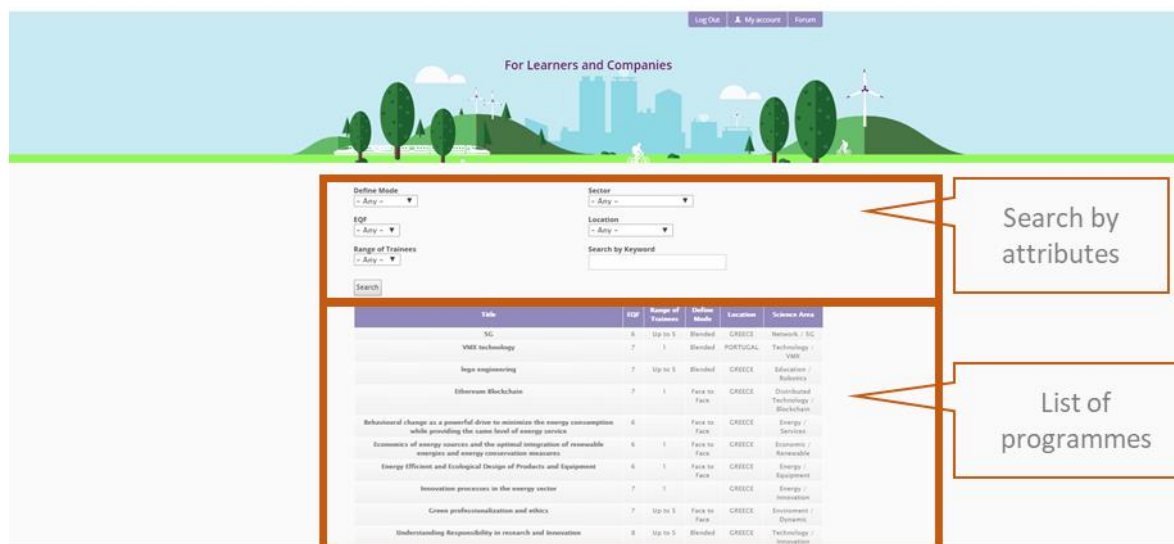 Log Out My account Forum
For Learners and Companies
Define Mode Sector
- Any - - Any -
EQF Location
- Any - - Any -
Range of Trainees Search by Keyword
- Any -
Search
Search by
attributes
Title EQF Range of Trainees Define Mode Location Science Area
5G 6 Up to 5 Blended GREECE Network / 5G
VMX technology 7 1 Blended PORTUGAL Technology /
VMX
lego engineering 7 Up to 5 Blended GREECE Education /
Robotics
Ethereum Blockchain 7 1 Face to GREECE Distributed
Face Technology /
Blockchain
List of
programmes
Behavioural change as a powerful drive to minimize the energy consumption 6 Face to GREECE Energy /
while providing the same level of energy service Face Services
Economics of energy sources and the optimal integration of renewable 6 1 Face to GREECE Economic /
energies and energy conservation measures Face Renewable
Energy Efficient and Ecological Design of Products and Equipment 6 1 Face to GREECE Energy /
Face Equipment
Innovation processes in the energy sector 7 1 GREECE Energy /
Innovation
Green professionalization and ethics 7 Up to 5 Face to GREECE Enviroment /
Face Dynamic
Understanding Responsibility in research and Innovation 8 Up to 5 Blended GREECE Technology /
Innovation